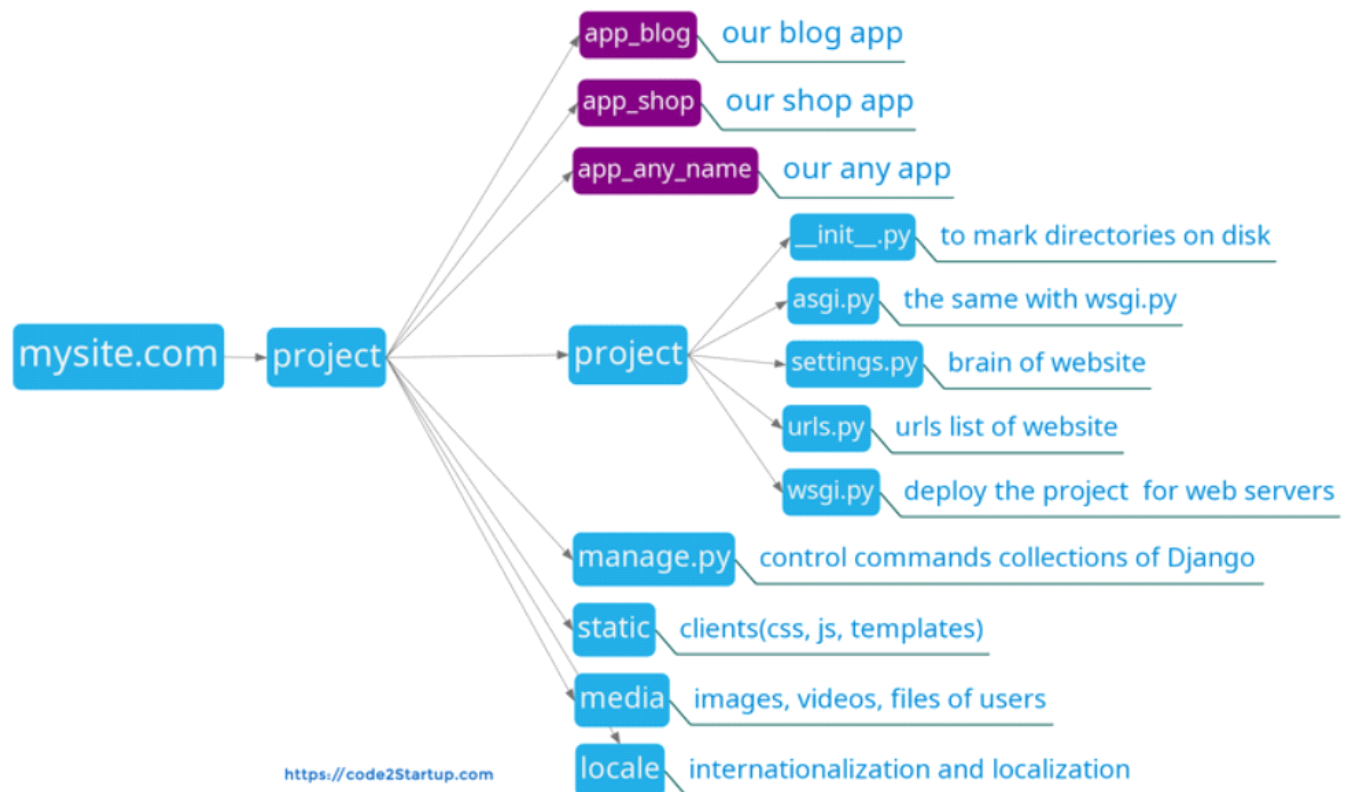 app_blog our blog app
app_shop our shop app
app_any_name our any app
__init__.py to mark directories on disk
asgi.py the same with wsgi.py
mysite.com project project settings.py brain of website
urls.py urls list of website
wsgi.py deploy the project  for web servers
manage.py control commands collections of Django
static clients(css, js, templates)
media images, videos, files of users
locale internationalization and localization
https://code2Startup.com